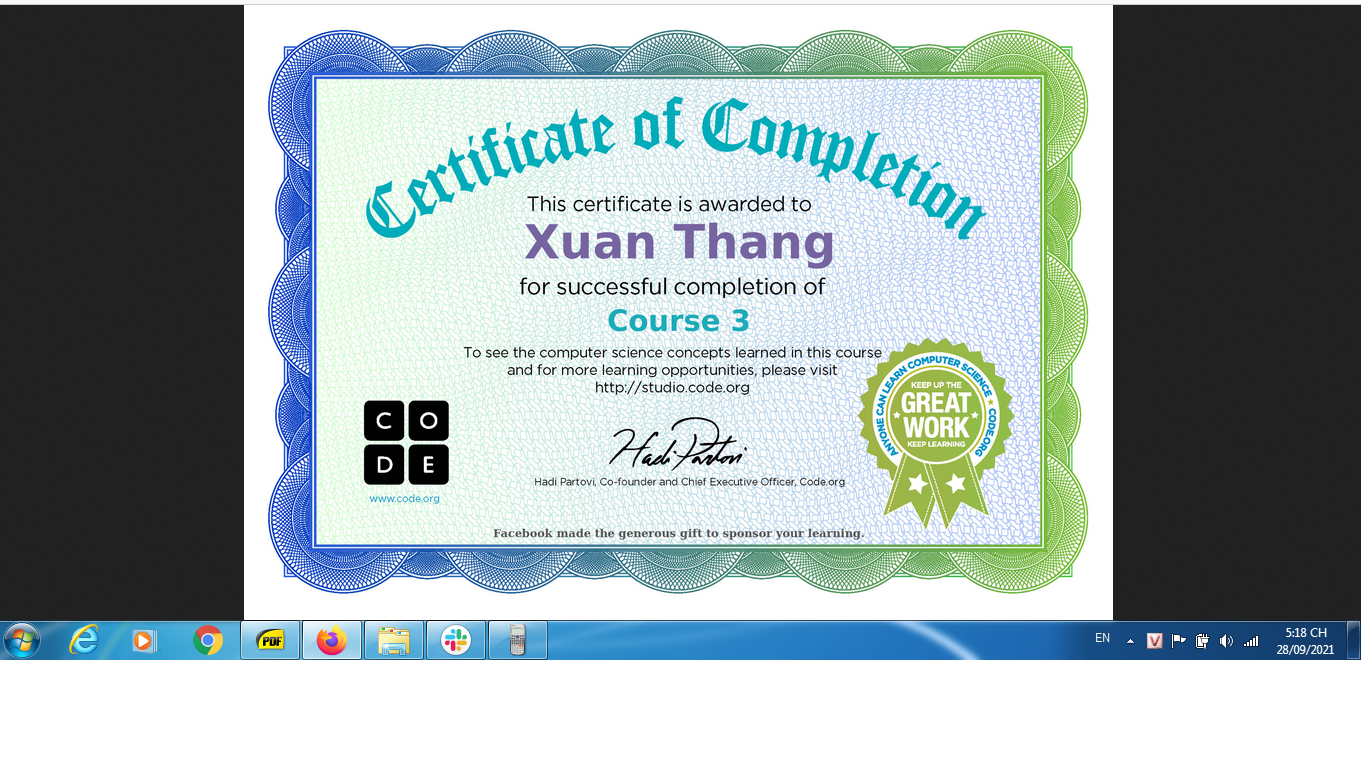 Certificate of Completion
This certificate is awarded to
Xuan Thang
for successful completion of
Course 3
To see the computer science concepts learned in this course
and for more learning opportunities, please visit
http://studio.code.org
ANYONE CAN LEARN COMPUTER SCIENCE ★ CODE.ORG
KEEP UP THE
GREAT
WORK
KEEP LEARNING
C O
D E
www.code.org
Hadi Partovi
Hadi Partovi, Co-founder and Chief Executive Officer, Code.org
Facebook made the generous gift to sponsor your learning.
PDF
EN
V
5:18 CH
28/09/2021